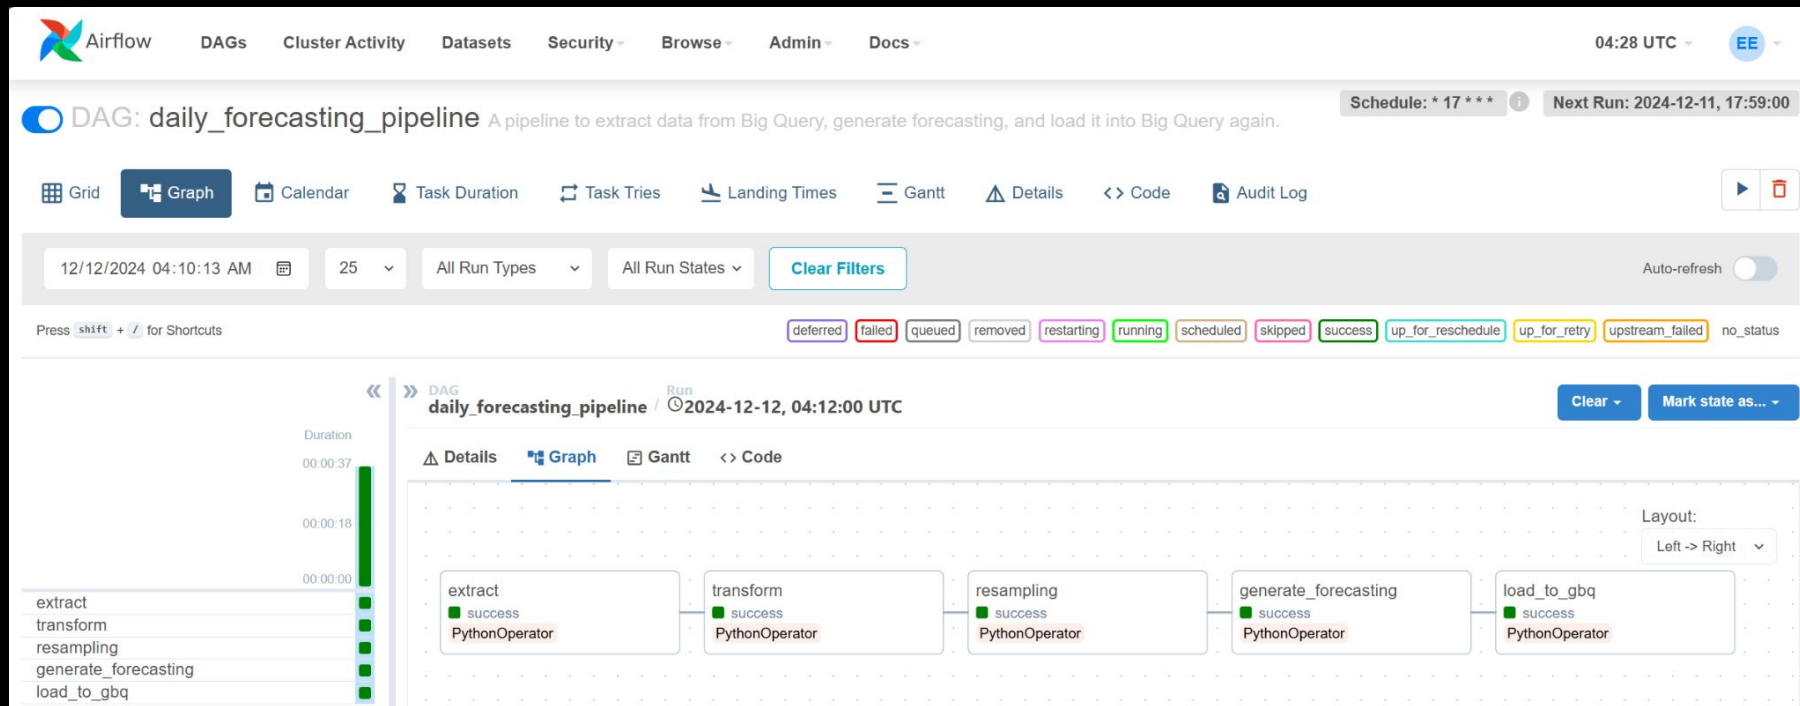 Airflow DAGs Cluster Activity Datasets Security Browse Admin Docs 04:28 UTC EE
DAG: daily_forecasting_pipeline A pipeline to extract data from Big Query, generate forecasting, and load it into Big Query again. Schedule: * 17 * * * i Next Run: 2024-12-11, 17:59:00
Grid Graph Calendar Task Duration Task Tries Landing Times Gantt Details <> Code Audit Log
12/12/2024 04:10:13 AM 25 All Run Types All Run States Clear Filters Auto-refresh
Press shift + / for Shortcuts deferred failed queued removed restarting running scheduled skipped success up_for_reschedule up_for_retry upstream_failed no_status
DAG Run
daily_forecasting_pipeline / 2024-12-12, 04:12:00 UTC Clear Mark state as...
Duration
00:00:37
00:00:18
00:00:00
extract
transform
resampling
generate_forecasting
load_to_gbq
Details Graph Gantt <> Code
Layout:
Left -> Right
extract
success
PythonOperator
transform
success
PythonOperator
resampling
success
PythonOperator
generate_forecasting
success
PythonOperator
load_to_gbq
success
PythonOperator